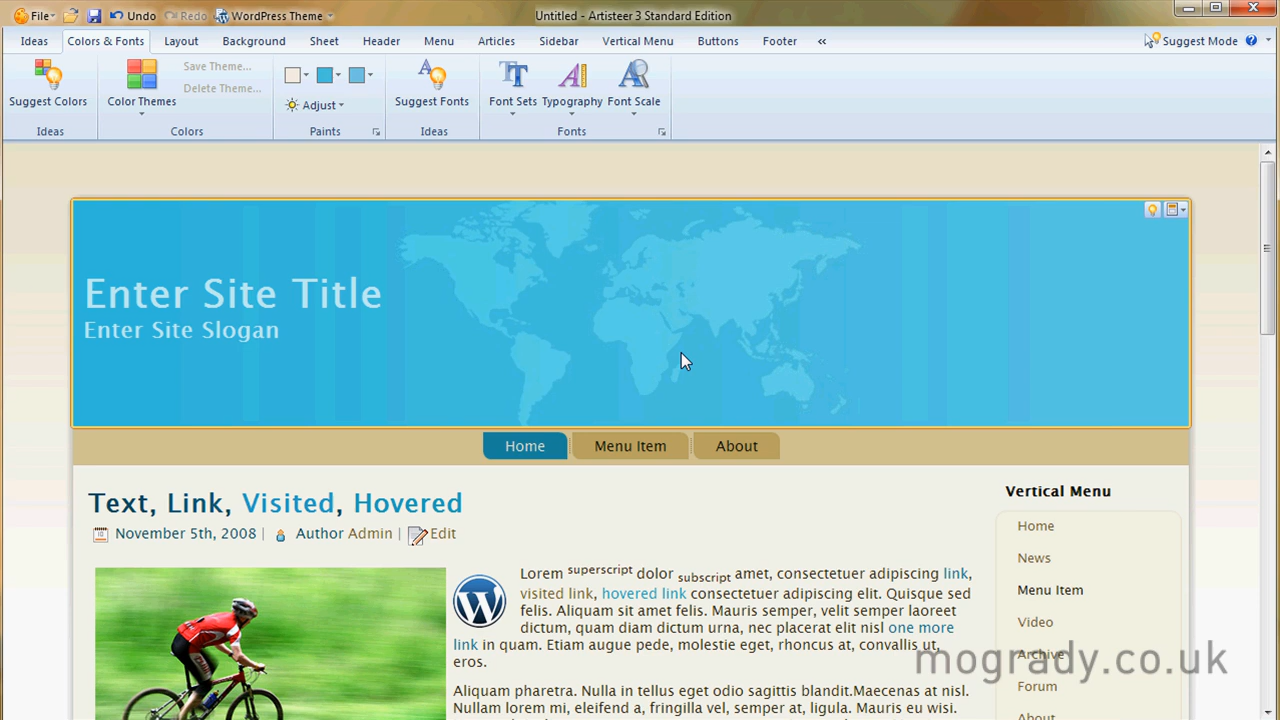 File Undo Redo WordPress Theme Untitled - Artisteer 3 Standard Edition
Ideas Colors & Fonts Layout Background Sheet Header Menu Articles Sidebar Vertical Menu Buttons Footer « Suggest Mode
Save Theme...
Delete Theme...
Suggest Colors Color Themes Adjust Suggest Fonts Font Sets Typography Font Scale
Ideas Colors Paints Ideas Fonts
Enter Site Title
Enter Site Slogan
Home Menu Item About
Text, Link, Visited, Hovered
November 5th, 2008 | Author Admin | Edit
Lorem superscript dolor subscript amet, consectetuer adipiscing link,
visited link, hovered link consectetuer adipiscing elit. Quisque sed
felis. Aliquam sit amet felis. Mauris semper, velit semper laoreet
dictum, quam diam dictum urna, nec placerat elit nisl one more
link in quam. Etiam augue pede, molestie eget, rhoncus at, convallis ut,
eros.
Aliquam pharetra. Nulla in tellus eget odio sagittis blandit.Maecenas at nisl.
Nullam lorem mi, eleifend a, fringilla vel, semper at, ligula. Mauris eu wisi.
Vertical Menu
Home
News
Menu Item
Video
Archive
Forum
About
mogrady.co.uk